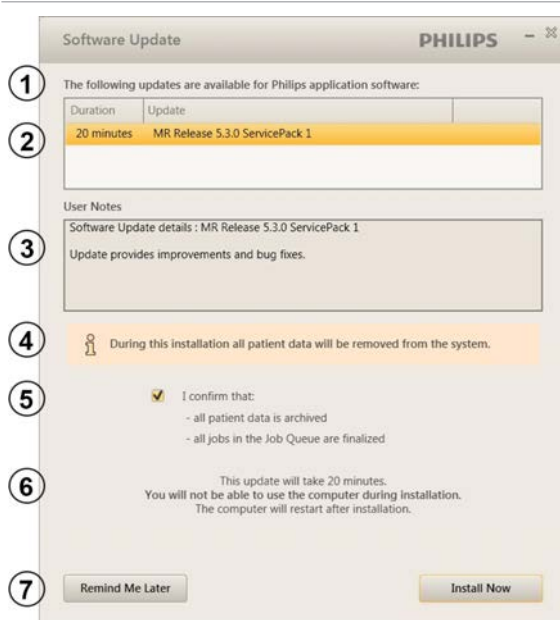 Software Update PHILIPS
1 The following updates are available for Philips application software:
Duration Update
2 20 minutes MR Release 5.3.0 ServicePack 1
User Notes
Software Update details : MR Release 5.3.0 ServicePack 1
3 Update provides improvements and bug fixes.
4 During this installation all patient data will be removed from the system.
5 I confirm that:
- all patient data is archived
- all jobs in the Job Queue are finalized
6 This update will take 20 minutes.
You will not be able to use the computer during installation.
The computer will restart after installation.
7 Remind Me Later Install Now